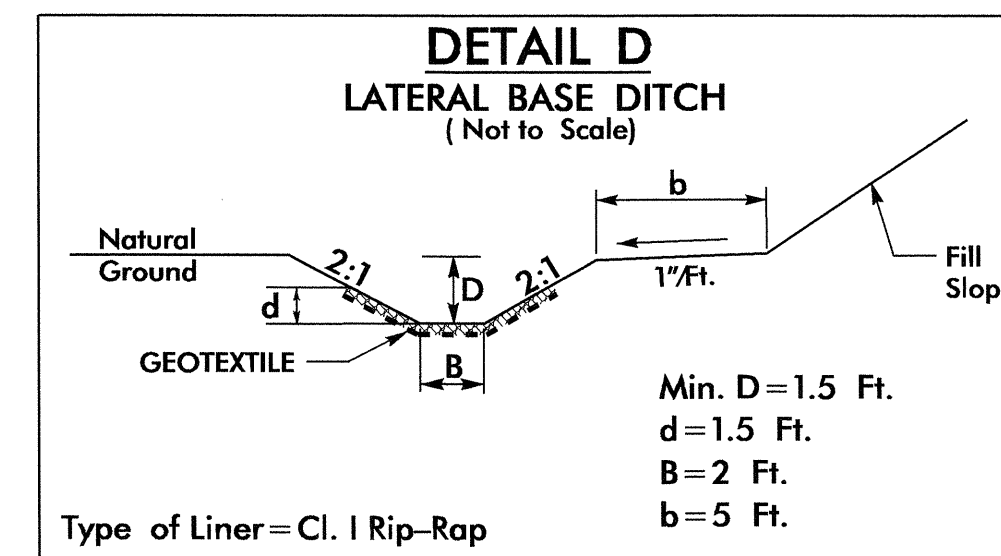 DETAIL D
LATERAL BASE DITCH
( Not to Scale)
b
Natural
Ground
2:1
D
2:1
1"/Ft.
Fill
Slop
d
GEOTEXTILE
B
Min. D=1.5 Ft.
d=1.5 Ft.
B=2 Ft.
b=5 Ft.
Type of Liner=Cl. I Rip-Rap